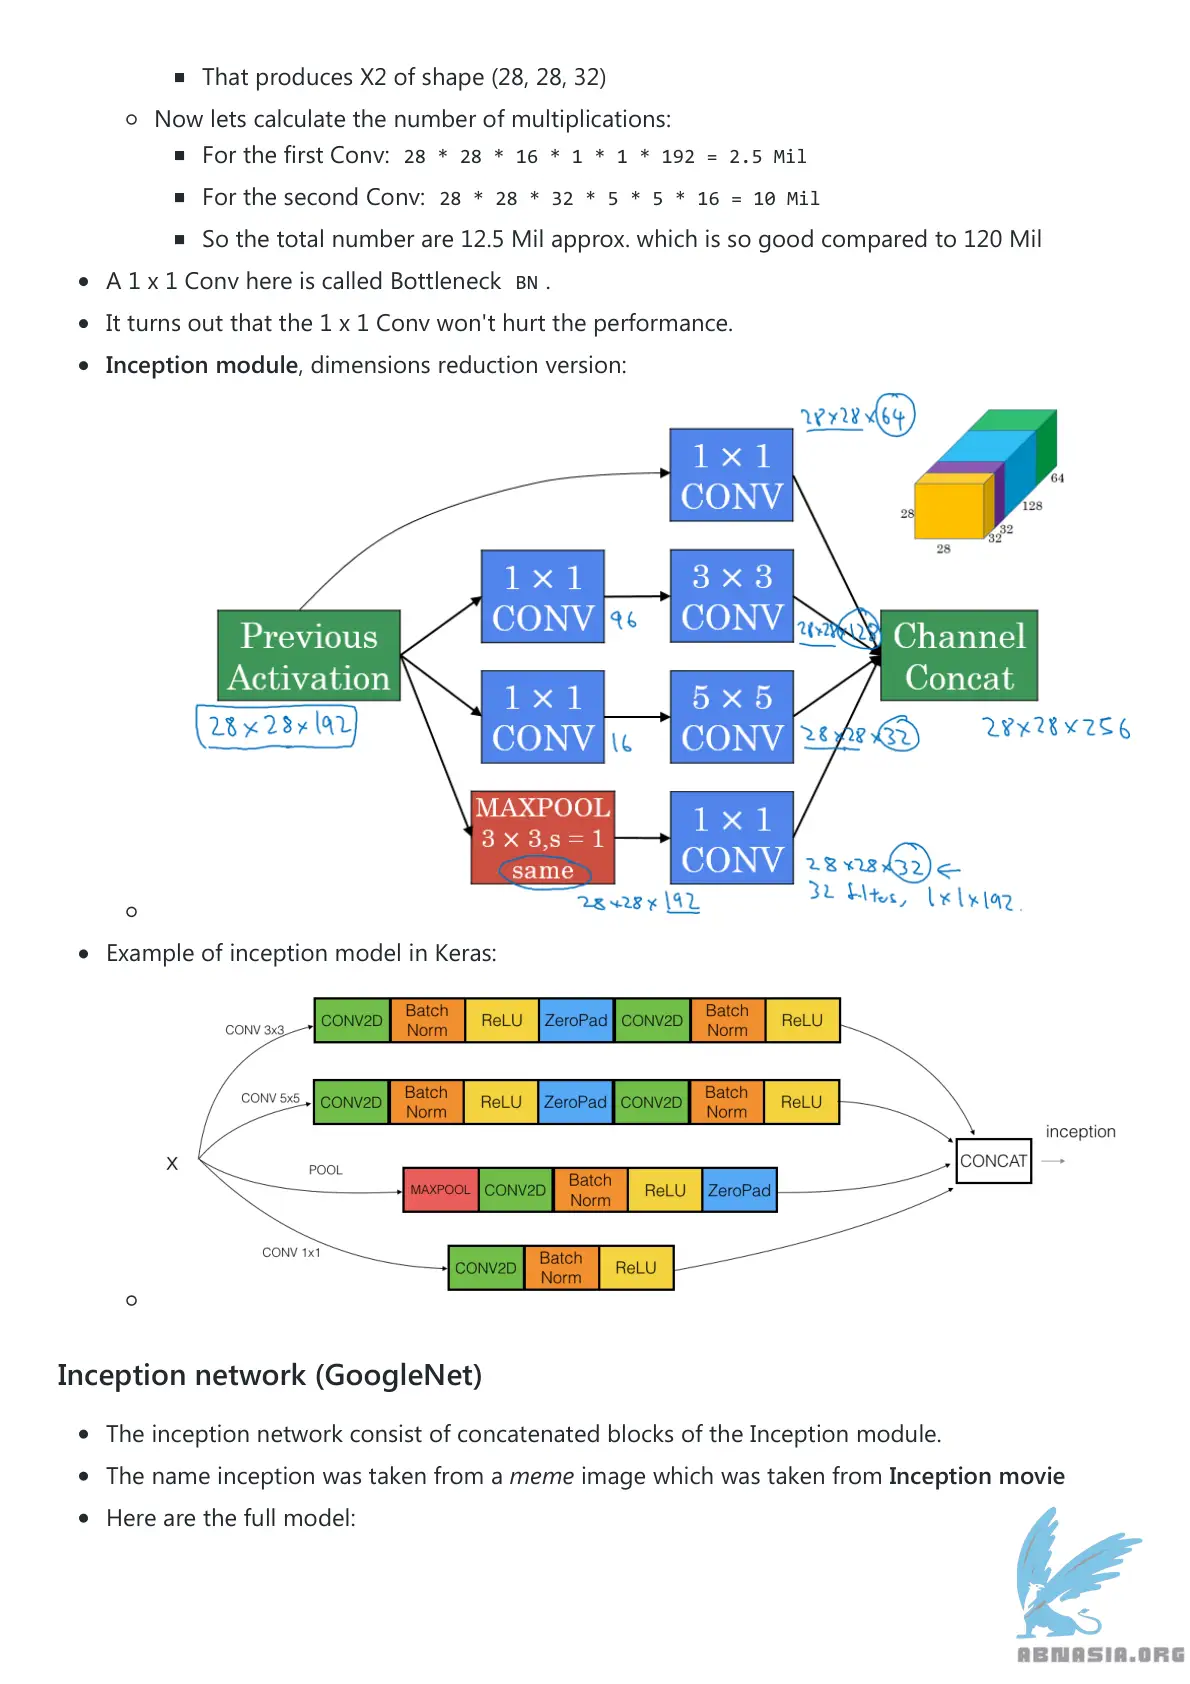 That produces X2 of shape (28, 28, 32)
Now lets calculate the number of multiplications:
For the first Conv: 28 * 28 * 16 * 1 * 1 * 192 = 2.5 Mil
For the second Conv: 28 * 28 * 32 * 5 * 5 * 16 = 10 Mil
So the total number are 12.5 Mil approx. which is so good compared to 120 Mil
A 1 x 1 Conv here is called Bottleneck BN .
It turns out that the 1 x 1 Conv won't hurt the performance.
Inception module, dimensions reduction version:
28×28×64
1 × 1
CONV
64
128
32
32
28
28
1 × 1
CONV
96
3 × 3
CONV
28×28×128
Previous
Activation
28×28×192
Channel
Concat
28×28×256
1 × 1
CONV
16
5 × 5
CONV
28×28×32
MAXPOOL
3 × 3,s = 1
same
28×28×192
1 × 1
CONV
28×28×32 ←
32 filters, 1×1×192.
Example of inception model in Keras:
CONV 3x3
CONV2D Batch Norm ReLU ZeroPad CONV2D Batch Norm ReLU
CONV 5x5
CONV2D Batch Norm ReLU ZeroPad CONV2D Batch Norm ReLU
inception
X
CONCAT
POOL
MAXPOOL CONV2D Batch Norm ReLU ZeroPad
CONV 1x1
CONV2D Batch Norm ReLU
Inception network (GoogleNet)
The inception network consist of concatenated blocks of the Inception module.
The name inception was taken from a meme image which was taken from Inception movie
Here are the full model:
ABNASIA.ORG